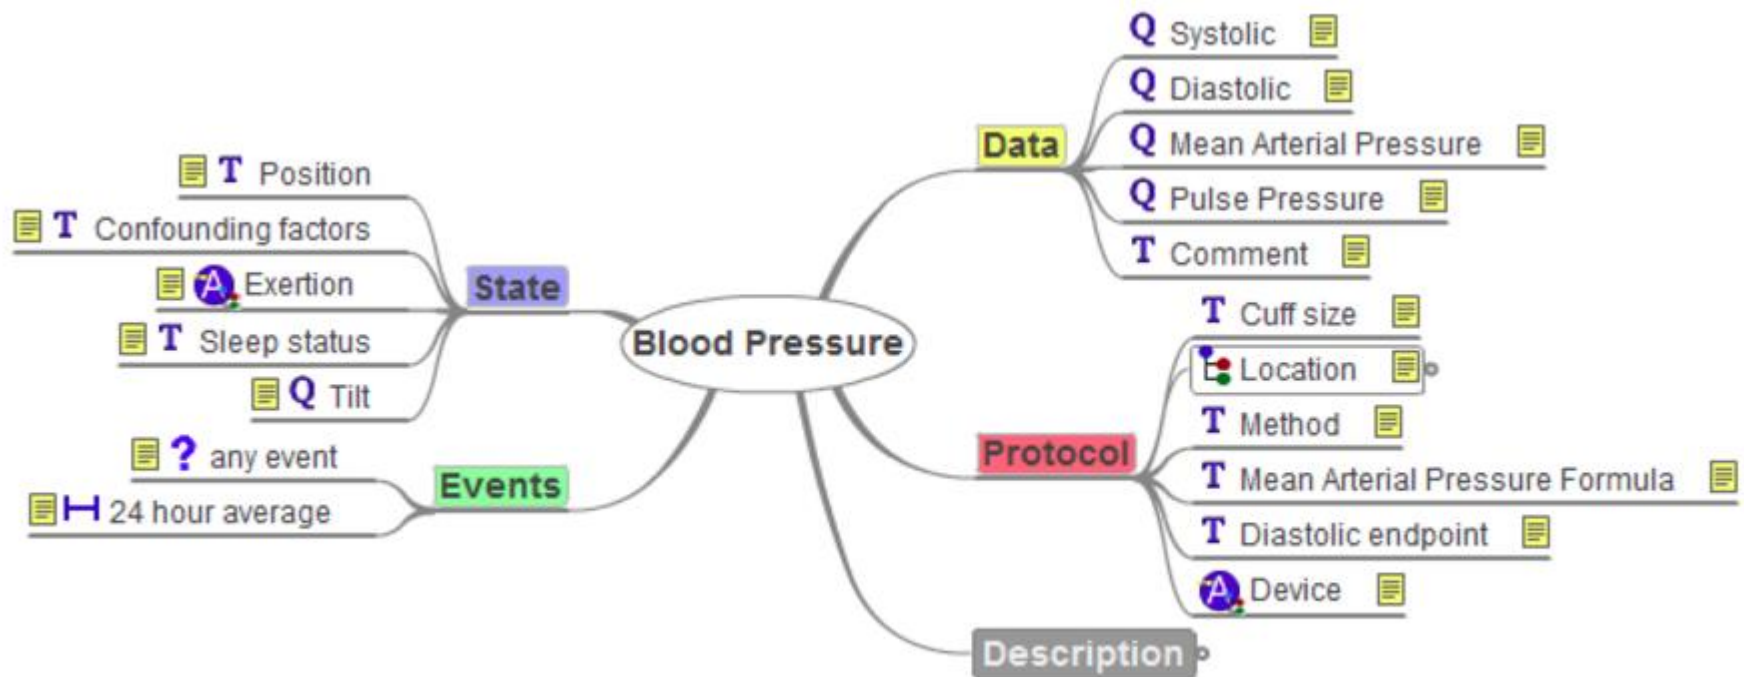 Blood Pressure
Data
Q Systolic
Q Diastolic
Q Mean Arterial Pressure
Q Pulse Pressure
T Comment
Protocol
T Cuff size
Location
T Method
T Mean Arterial Pressure Formula
T Diastolic endpoint
A Device
Description
State
T Position
T Confounding factors
A Exertion
T Sleep status
Q Tilt
Events
? any event
24 hour average